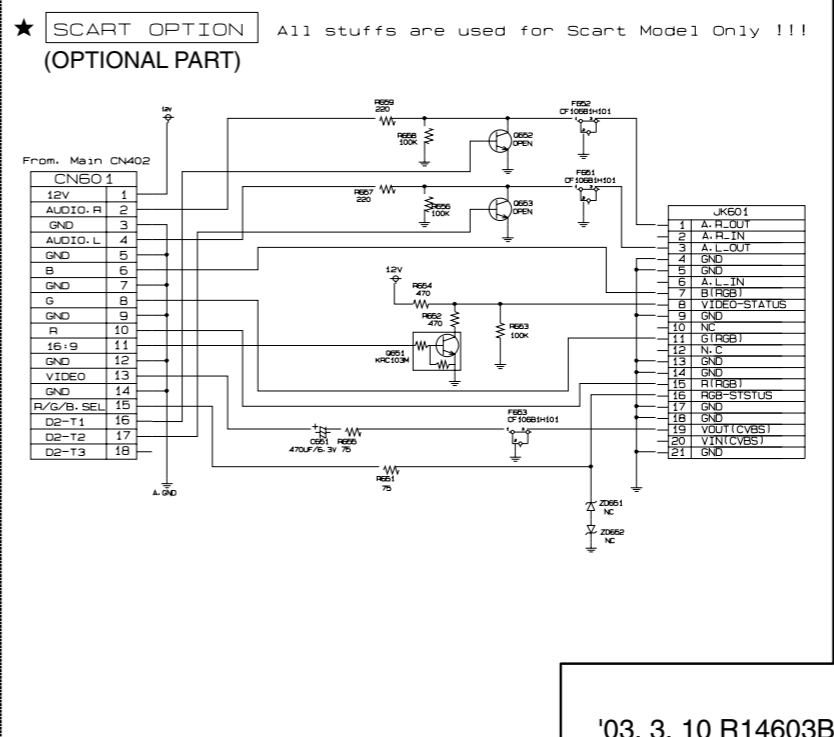 ★ SCART OPTION All stuffs are used for Scart Model Only !!!
(OPTIONAL PART)
12V
R659
220
R658
100K
Q652
OPEN
F652
CF106B1H101
From. Main CN402
CN601
12V 1
AUDIO.R 2
GND 3
AUDIO.L 4
GND 5
B 6
GND 7
G 8
GND 9
R 10
16:9 11
GND 12
VIDEO 13
GND 14
R/G/B.SEL 15
D2-T1 16
D2-T2 17
D2-T3 18
A.GND
R657
220
R656
100K
Q653
OPEN
F651
CF106B1H101
12V
R654
470
R652
470
Q651
KRC103M
R653
100K
C651
470UF/6.3V
R655
75
F653
CF106B1H101
R651
75
ZD651
NC
ZD652
NC
JK601
1 A.R_OUT
2 A.R_IN
3 A.L_OUT
4 GND
5 GND
6 A.L_IN
7 B(RGB)
8 VIDEO-STATUS
9 GND
10 NC
11 G(RGB)
12 N.C
13 GND
14 GND
15 R(RGB)
16 RGB-STSTUS
17 GND
18 GND
19 VOUT(CVBS)
20 VIN(CVBS)
21 GND
'03. 3. 10 R14603B